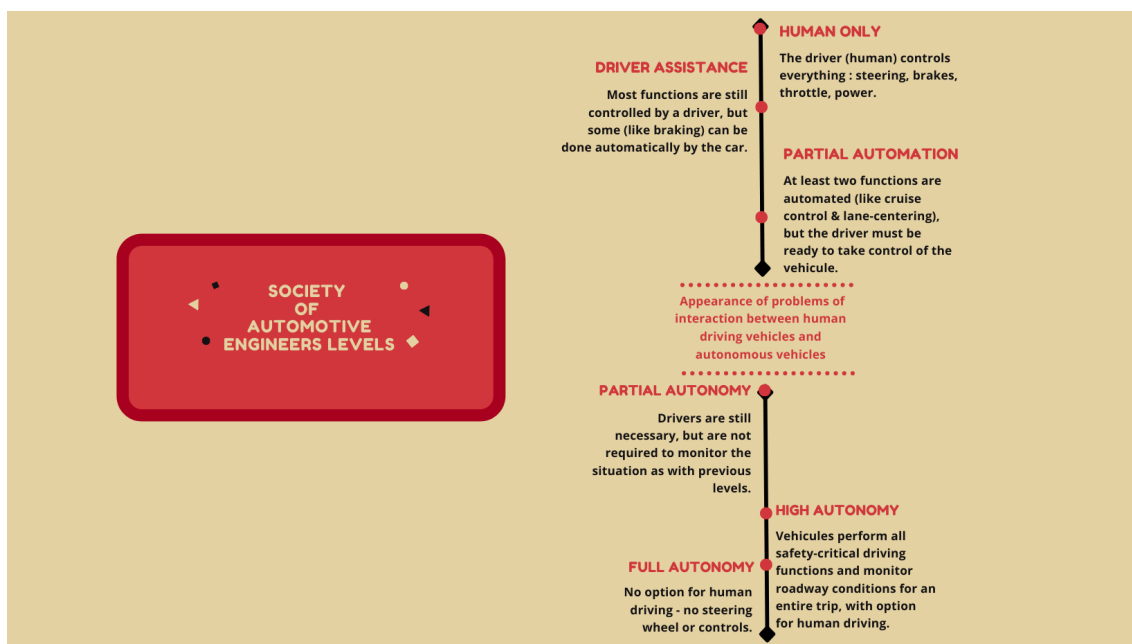 SOCIETY
OF
AUTOMOTIVE
ENGINEERS LEVELS
HUMAN ONLY
The driver (human) controls
everything : steering, brakes,
throttle, power.
DRIVER ASSISTANCE
Most functions are still
controlled by a driver, but
some (like braking) can be
done automatically by the car.
PARTIAL AUTOMATION
At least two functions are
automated (like cruise
control & lane-centering),
but the driver must be
ready to take control of the
vehicule.
Appearance of problems of
interaction between human
driving vehicles and
autonomous vehicles
PARTIAL AUTONOMY
Drivers are still
necessary, but are not
required to monitor the
situation as with previous
levels.
HIGH AUTONOMY
Vehicules perform all
safety-critical driving
functions and monitor
roadway conditions for an
entire trip, with option
for human driving.
FULL AUTONOMY
No option for human
driving - no steering
wheel or controls.